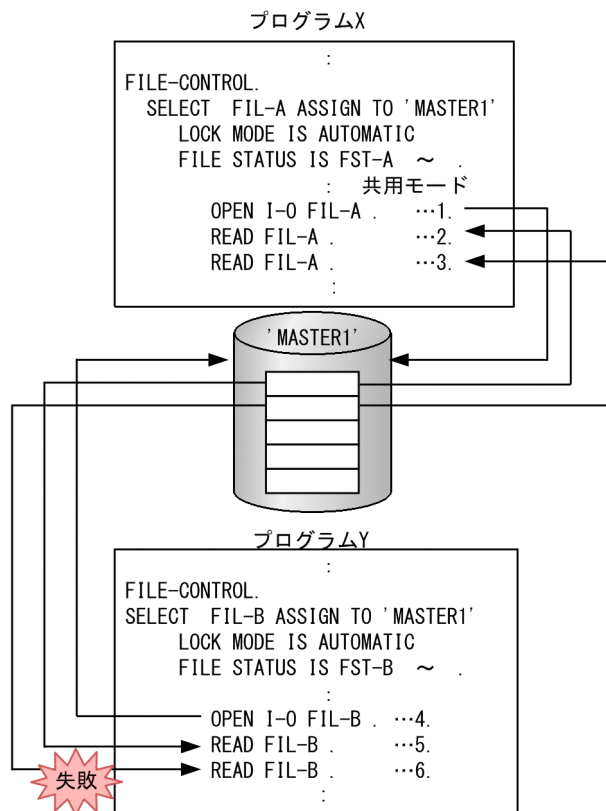 プログラムX
:
FILE-CONTROL.
SELECT FIL-A ASSIGN TO 'MASTER1'
LOCK MODE IS AUTOMATIC
FILE STATUS IS FST-A ～ .
: 共用モード
OPEN I-O FIL-A . …1.
READ FIL-A . …2.
READ FIL-A . …3.
:
'MASTER1'
プログラムY
:
FILE-CONTROL.
SELECT FIL-B ASSIGN TO 'MASTER1'
LOCK MODE IS AUTOMATIC
FILE STATUS IS FST-B ～ .
:
OPEN I-O FIL-B . …4.
READ FIL-B . …5.
失敗 READ FIL-B . …6.
: